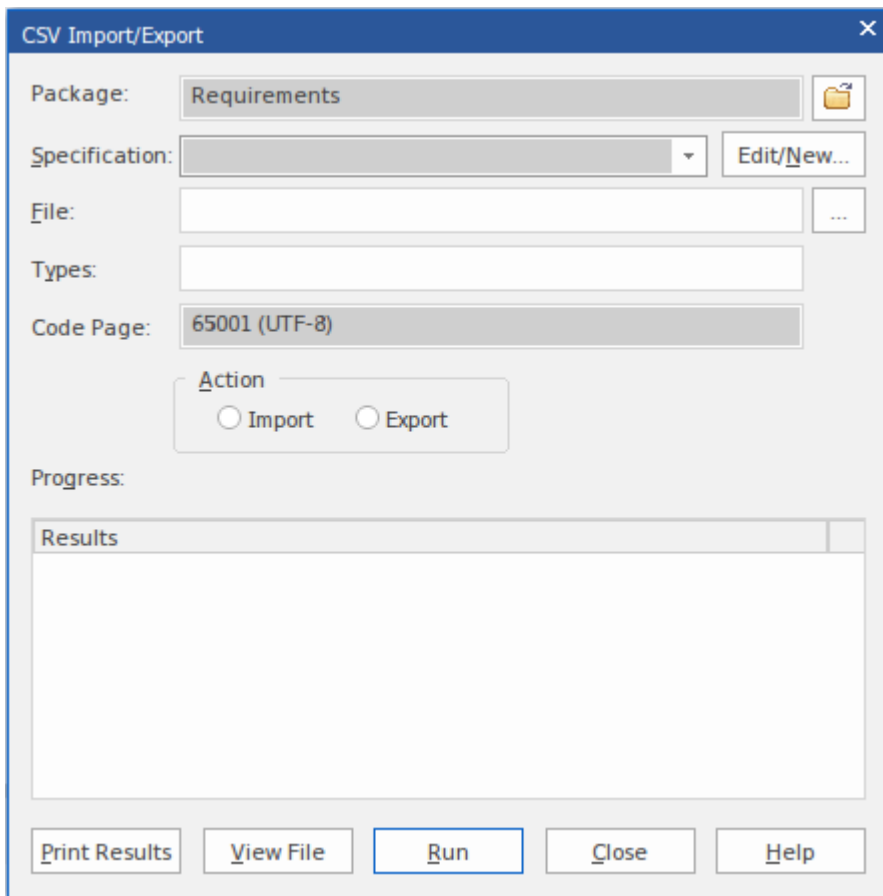 CSV Import/Export
Package: Requirements
Specification: Edit/New...
File: ...
Types:
Code Page: 65001 (UTF-8)
Action
Import Export
Progress:
Results
Print Results View File Run Close Help